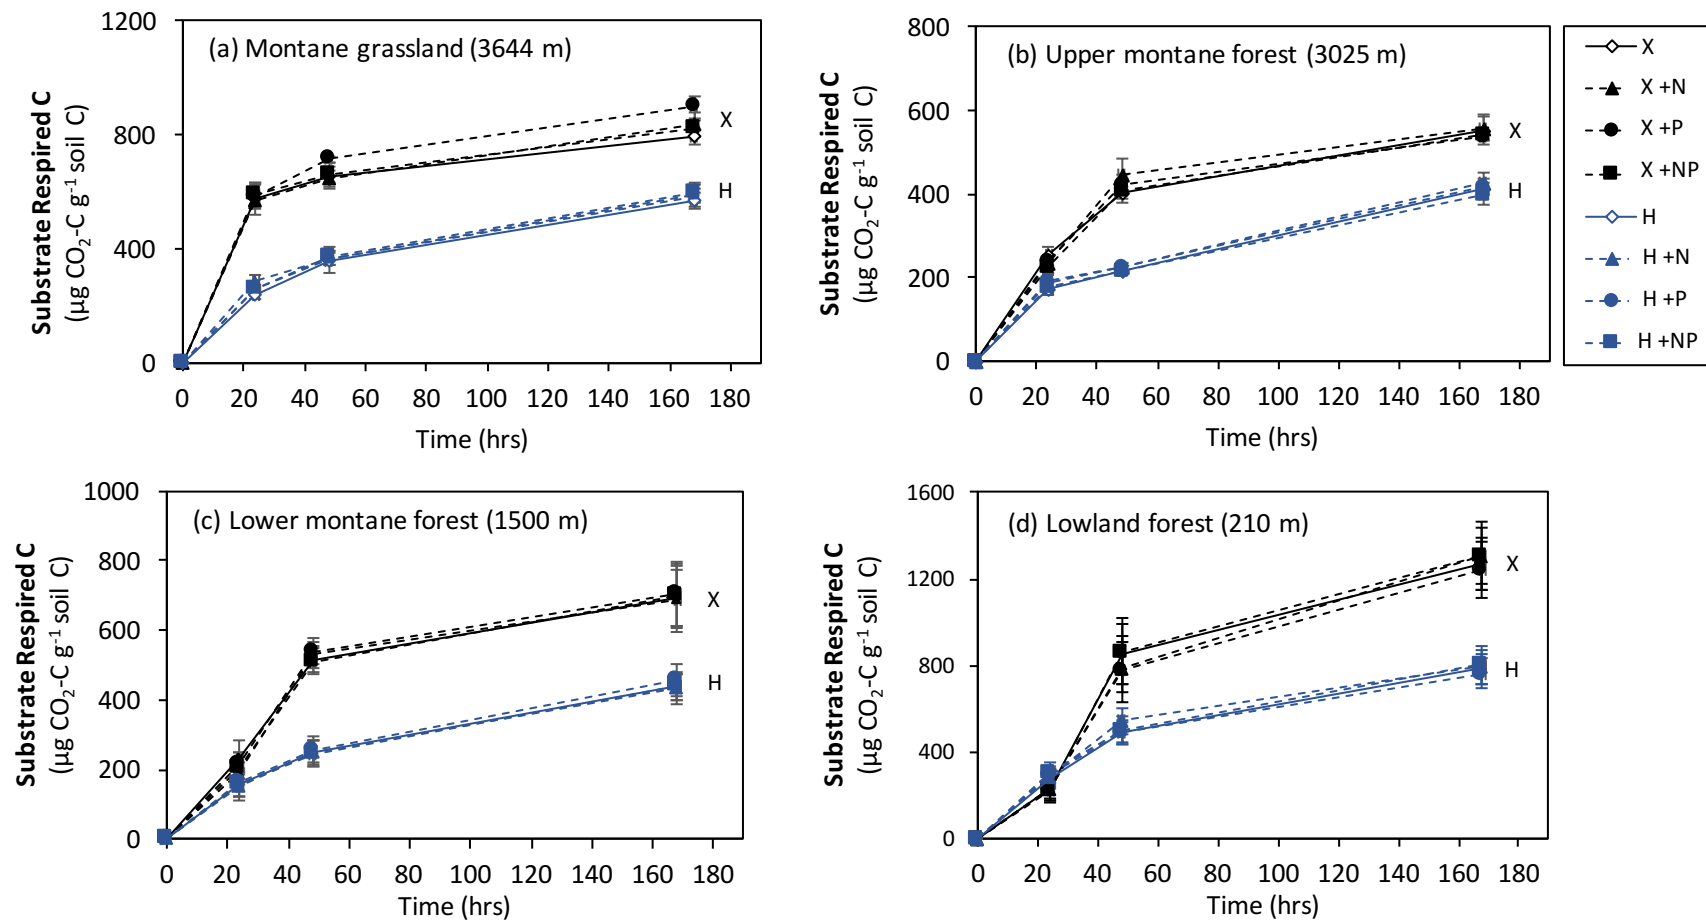 (a) Montane grassland (3644 m)
Substrate Respired C
(µg CO₂-C g⁻¹ soil C)
1200
800
400
0
X
H
0 20 40 60 80 100 120 140 160 180
Time (hrs)
(b) Upper montane forest (3025 m)
Substrate Respired C
(µg CO₂-C g⁻¹ soil C)
800
600
400
200
0
X
H
0 20 40 60 80 100 120 140 160 180
Time (hrs)
X
X +N
X +P
X +NP
H
H +N
H +P
H +NP
(c) Lower montane forest (1500 m)
Substrate Respired C
(µg CO₂-C g⁻¹ soil C)
1000
800
600
400
200
0
X
H
0 20 40 60 80 100 120 140 160 180
Time (hrs)
(d) Lowland forest (210 m)
Substrate Respired C
(µg CO₂-C g⁻¹ soil C)
1600
1200
800
400
0
X
H
0 20 40 60 80 100 120 140 160 180
Time (hrs)